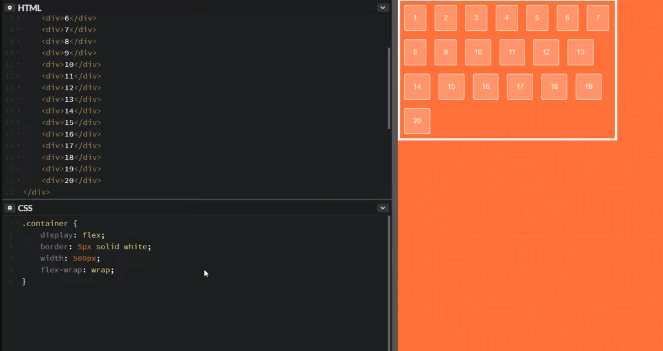 HTML
<div>6</div>
<div>7</div>
<div>8</div>
<div>9</div>
<div>10</div>
<div>11</div>
<div>12</div>
<div>13</div>
<div>14</div>
<div>15</div>
<div>16</div>
<div>17</div>
<div>18</div>
<div>19</div>
<div>20</div>
</div>
CSS
.container {
display: flex;
border: 5px solid white;
width: 500px;
flex-wrap: wrap;
}
1 2 3 4 5 6 7
8 9 10 11 12 13
14 15 16 17 18 19
20